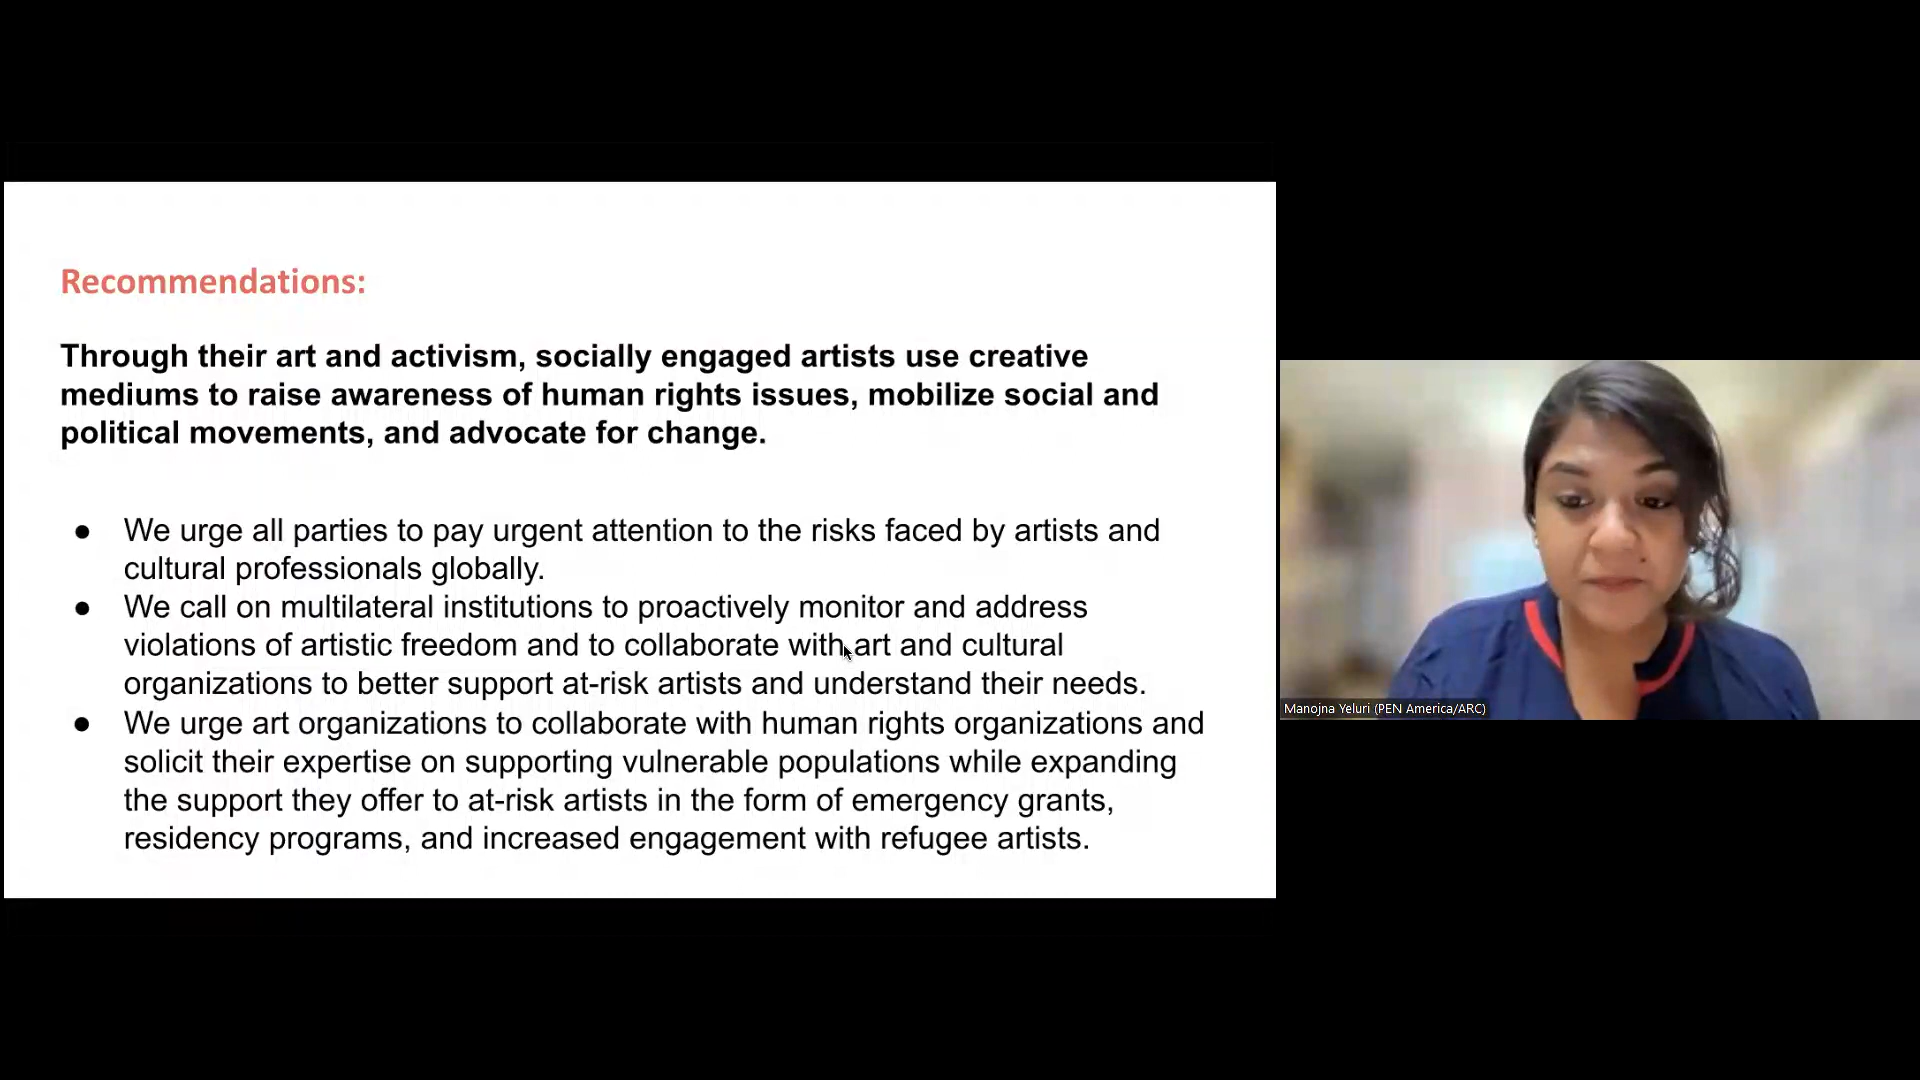 Recommendations:
Through their art and activism, socially engaged artists use creative
mediums to raise awareness of human rights issues, mobilize social and
political movements, and advocate for change.
● We urge all parties to pay urgent attention to the risks faced by artists and
cultural professionals globally.
● We call on multilateral institutions to proactively monitor and address
violations of artistic freedom and to collaborate with art and cultural
organizations to better support at-risk artists and understand their needs.
● We urge art organizations to collaborate with human rights organizations and
solicit their expertise on supporting vulnerable populations while expanding
the support they offer to at-risk artists in the form of emergency grants,
residency programs, and increased engagement with refugee artists.
Manojna Yeluri (PEN America/ARC)